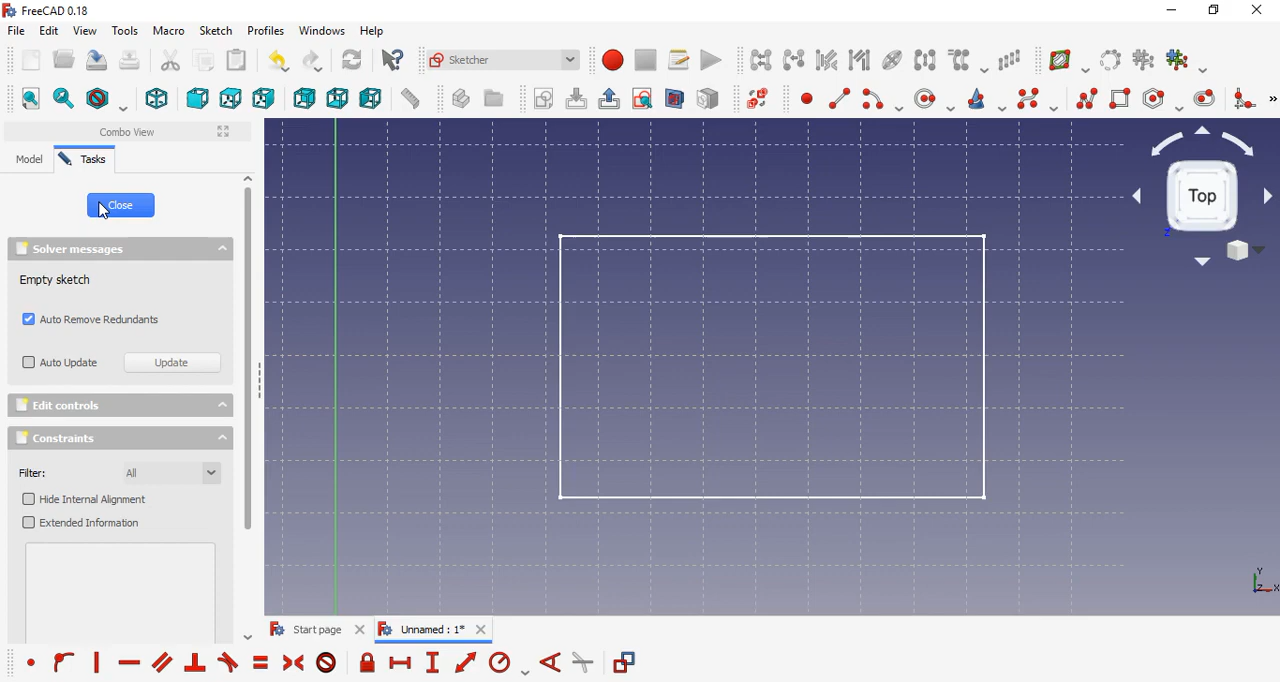 FreeCAD 0.18
File Edit View Tools Macro Sketch Profiles Windows Help
Sketcher
»
Combo View
Model Tasks
Close
Solver messages
Empty sketch
Auto Remove Redundants
Auto Update Update
Edit controls
Constraints
Filter: All
Hide Internal Alignment
Extended Information
Top
Z
Y
Z X
Start page Unnamed : 1*